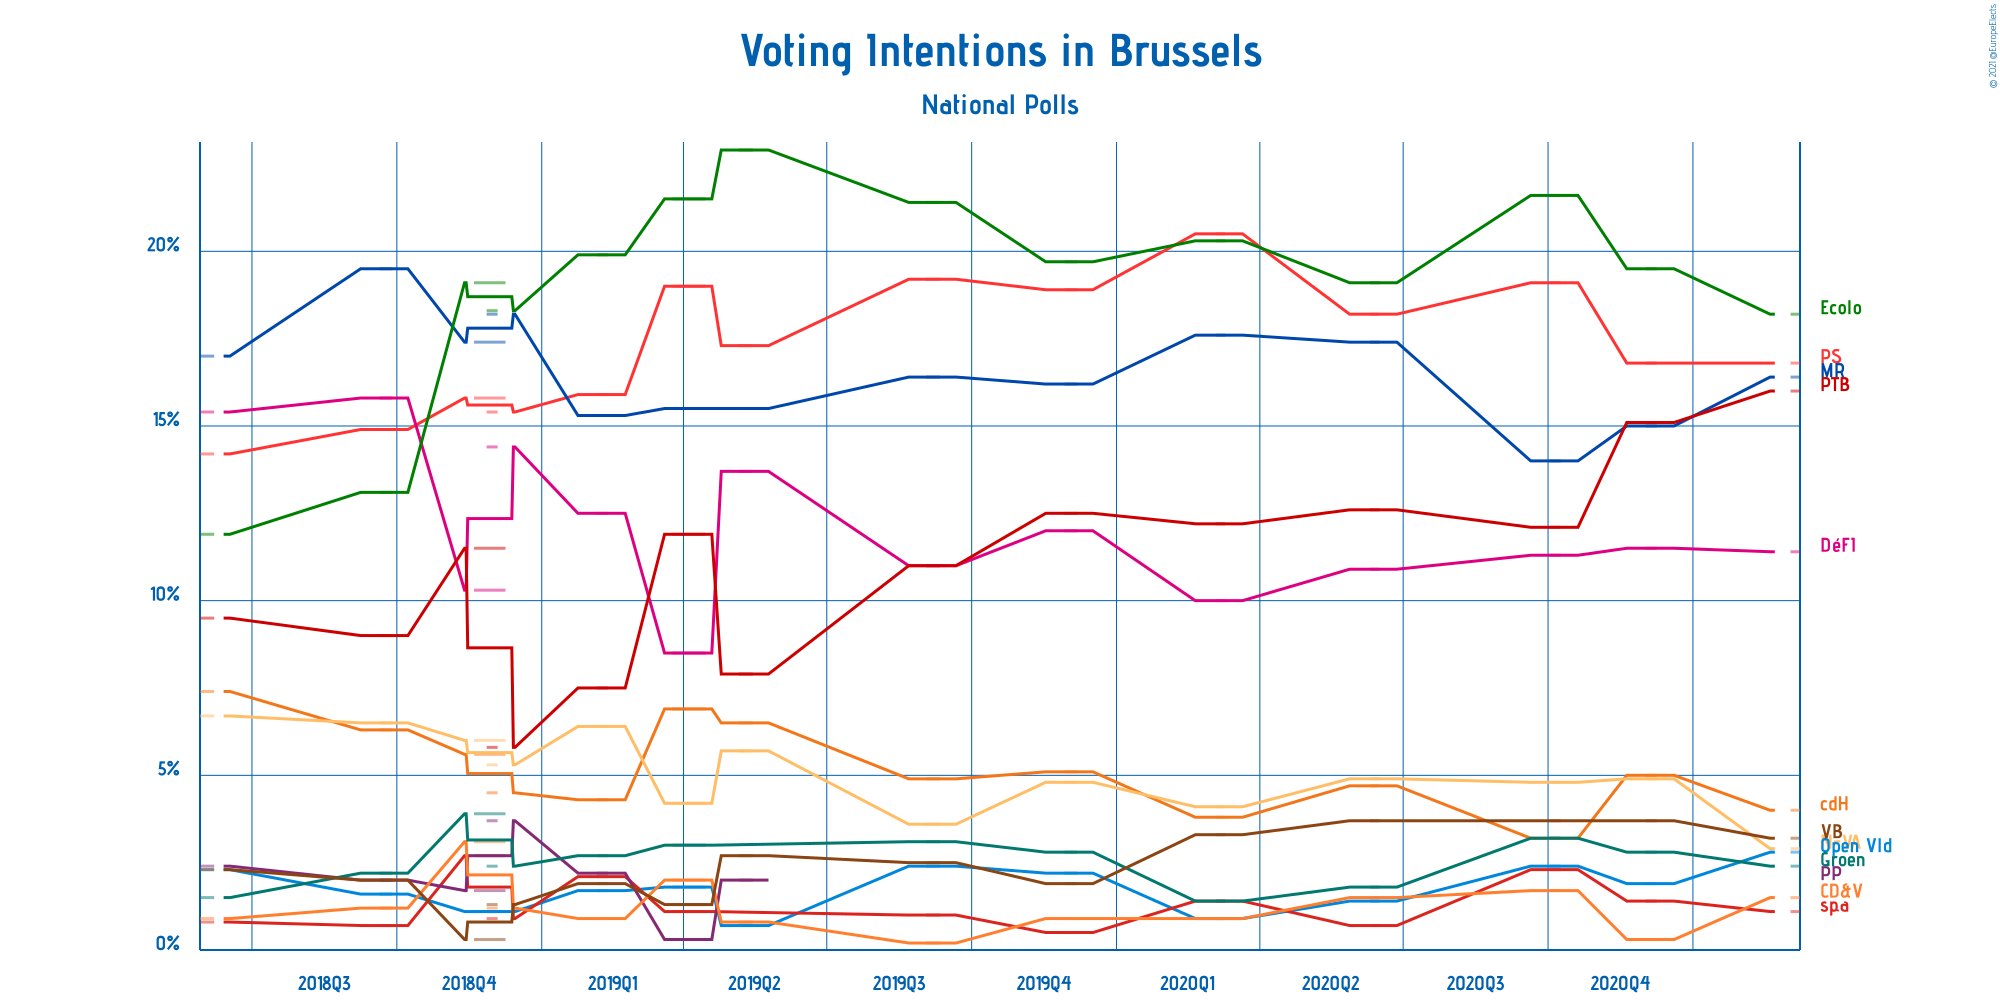 © 2021 @EuropeElects
Voting Intentions in Brussels
National Polls
20%
15%
10%
5%
0%
Ecolo
PS
MR
PTB
DéFI
cdH
VB
Open Vld
Groen
PP
CD&V
spa
2018Q3
2018Q4
2019Q1
2019Q2
2019Q3
2019Q4
2020Q1
2020Q2
2020Q3
2020Q4